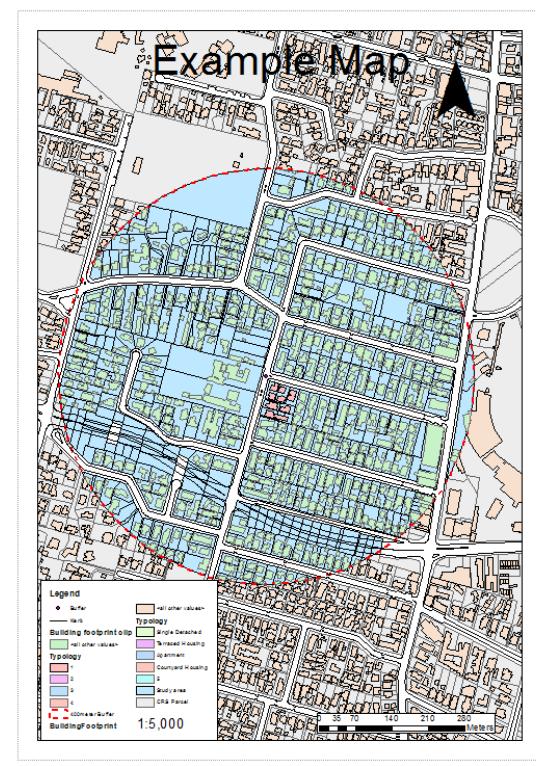 Example Map
N
Legend
Buffer
Kerb
Building footprint clip
<all other values>
Typology
1
2
3
4
400meterBuffer
BuildingFootprint
<all other values>
Typology
Single Detached
Terraced Housing
Apartment
Courtyard Housing
5
Study area
CRS Parcel
1:5,000
0 35 70 140 210 280
Meters